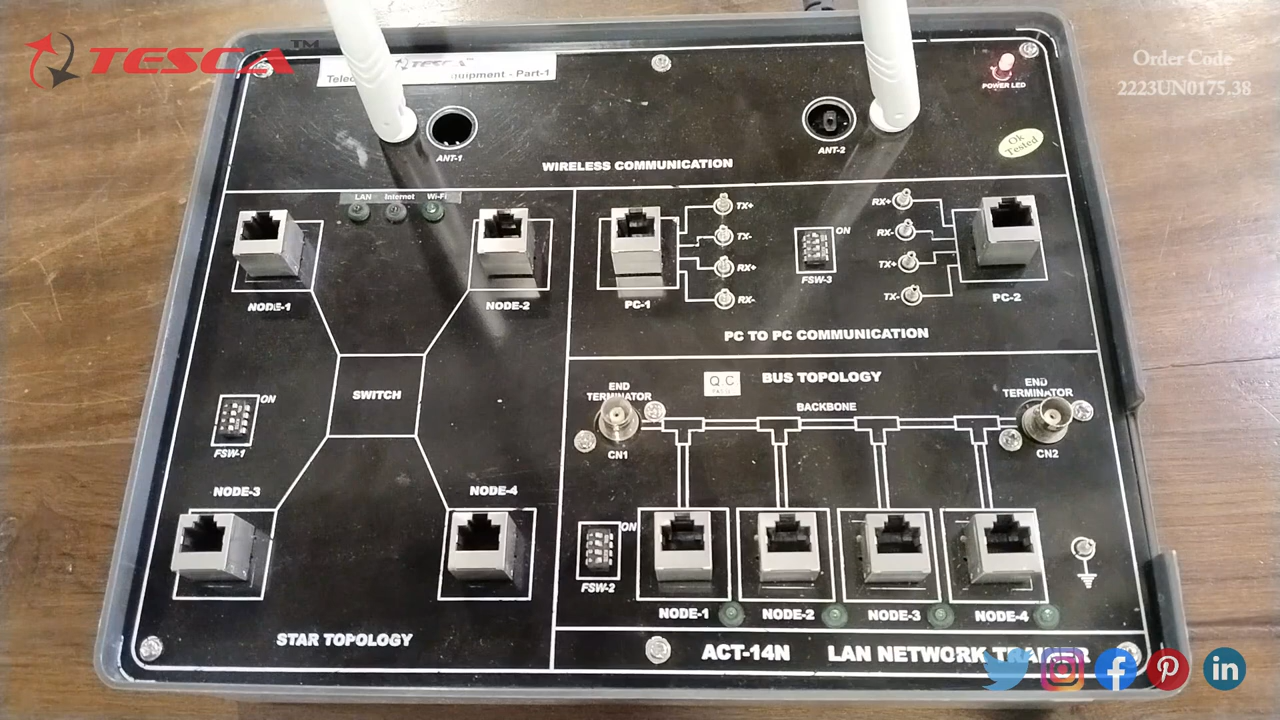 TESCA™
Order Code
2223UN0175.38
TESCA
Telec
quipment - Part-1
POWER LED
Ok
Tested
ANT-1
ANT-2
WIRELESS COMMUNICATION
LAN Internet Wi-Fi
NODE-1
NODE-2
SWITCH
ON
FSW-1
NODE-3
NODE-4
STAR TOPOLOGY
PC-1
TX+
TX-
RX+
RX-
ON
FSW-3
RX+
RX-
TX+
TX-
PC-2
PC TO PC COMMUNICATION
QC
BUS TOPOLOGY
END
TERMINATOR
BACKBONE
END
TERMINATOR
CN1
CN2
ON
FSW-2
NODE-1
NODE-2
NODE-3
NODE-4
ACT-14N LAN NETWORK TRAINER